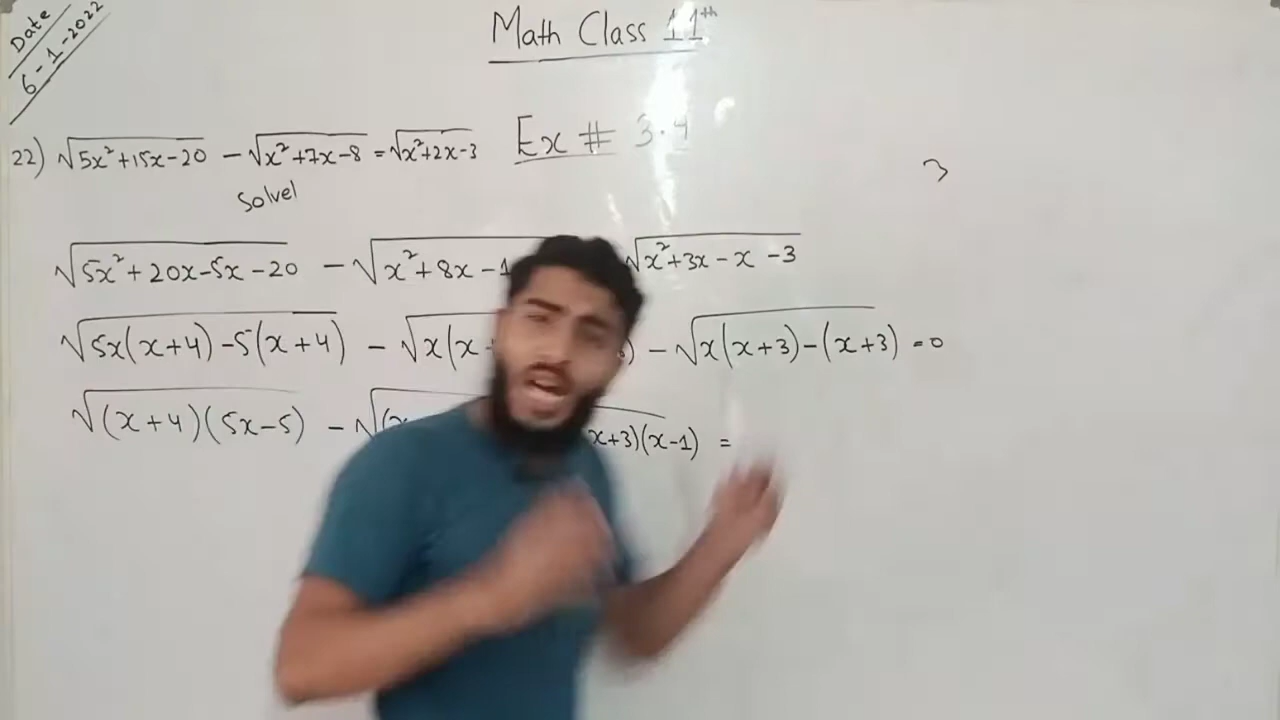 Date
6-1-2022
Math Class 11th
Ex # 3.4
22) √5x²+15x-20 - √x²+7x-8 = √x²+2x-3
Solve
√5x²+20x-5x-20 - √x²+8x- √x²+3x-x-3
√5x(x+4)-5(x+4) - √x(x ) - √x(x+3)-(x+3) =0
√(x+4)(5x-5) - √(x x+3)(x-1) =